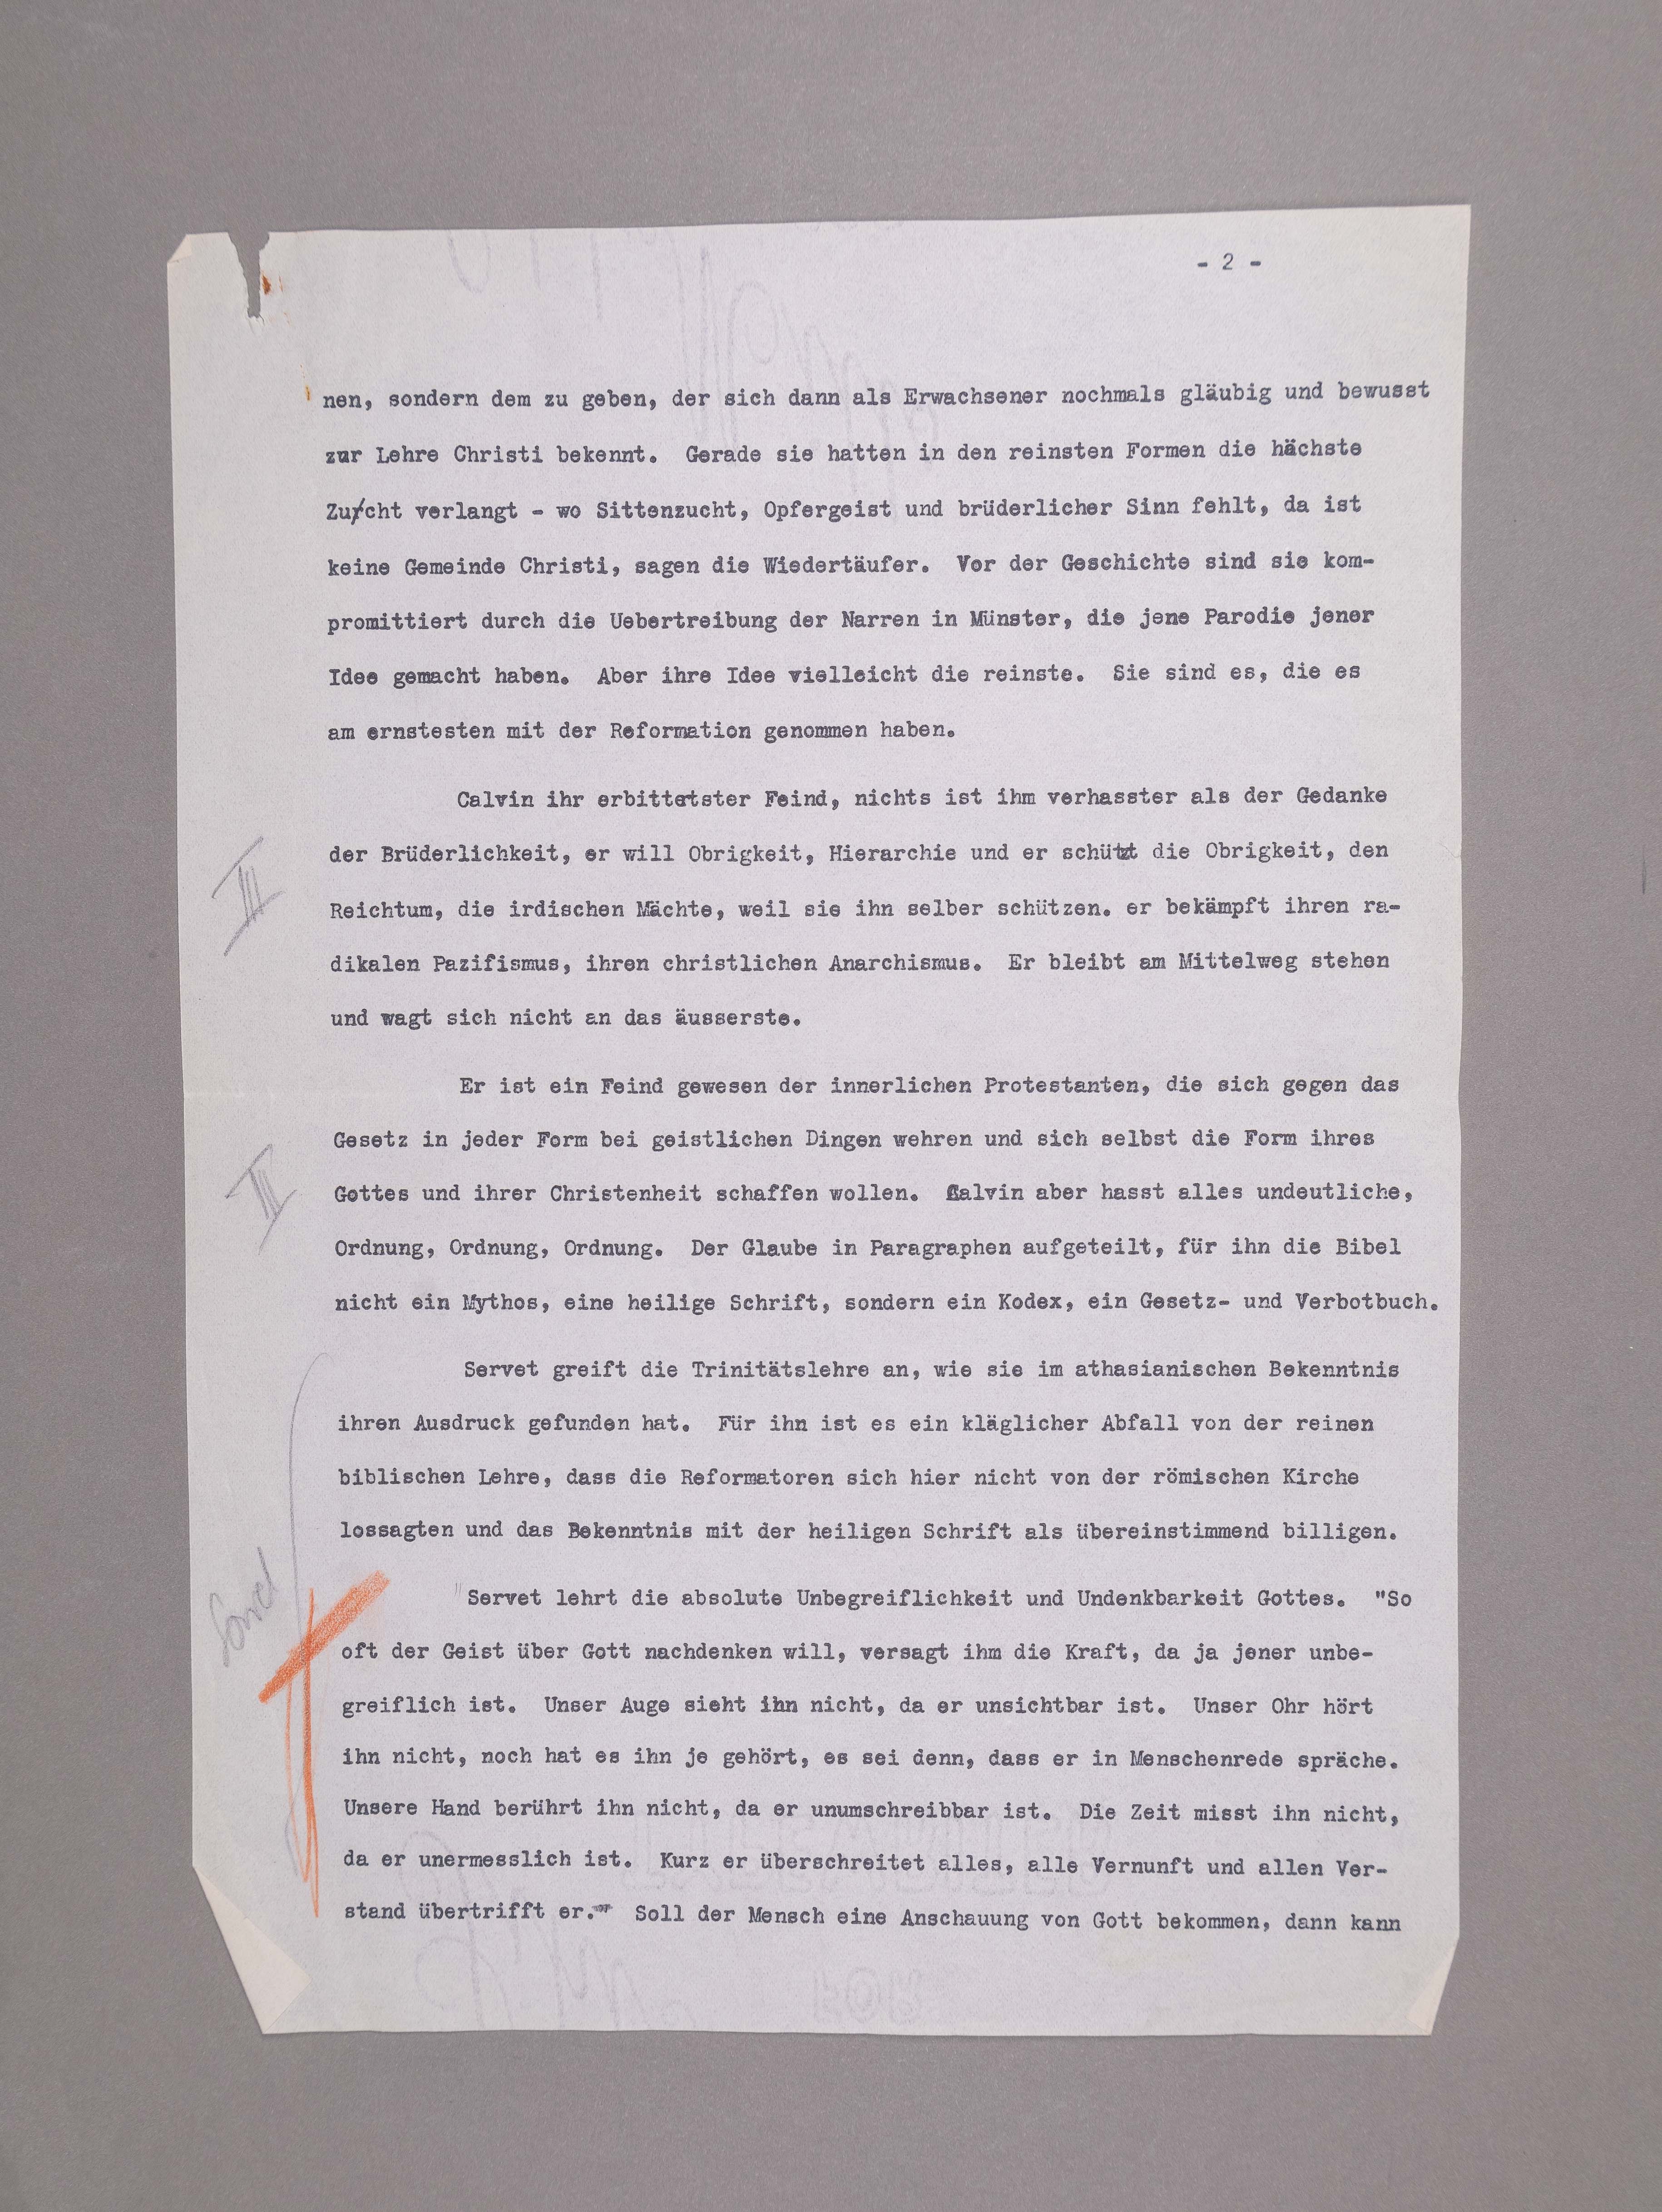 - 2 -
nen, sondern dem zu geben, der sich dann als Erwachsener nochmals gläubig und bewusst
zur Lehre Christi bekennt. Gerade sie hatten in den reinsten Formen die hächste
Zucht verlangt - wo Sittenzucht, Opfergeist und brüderlicher Sinn fehlt, da ist
keine Gemeinde Christi, sagen die Wiedertäufer. Vor der Geschichte sind sie kom-
promittiert durch die Uebertreibung der Narren in Münster, die jene Parodie jener
Idee gemacht haben. Aber ihre Idee vielleicht die reinste. Sie sind es, die es
am ernstesten mit der Reformation genommen haben.
Calvin ihr erbittetster Feind, nichts ist ihm verhasster als der Gedanke
der Brüderlichkeit, er will Obrigkeit, Hierarchie und er schützt die Obrigkeit, den
III
Reichtum, die irdischen Mächte, weil sie ihn selber schützen. er bekämpft ihren ra-
dikalen Pazifismus, ihren christlichen Anarchismus. Er bleibt am Mittelweg stehen
und wagt sich nicht an das äusserste.
Er ist ein Feind gewesen der innerlichen Protestanten, die sich gegen das
Gesetz in jeder Form bei geistlichen Dingen wehren und sich selbst die Form ihres
III
Gottes und ihrer Christenheit schaffen wollen. Calvin aber hasst alles undeutliche,
Ordnung, Ordnung, Ordnung. Der Glaube in Paragraphen aufgeteilt, für ihn die Bibel
nicht ein Mythos, eine heilige Schrift, sondern ein Kodex, ein Gesetz- und Verbotbuch.
Servet greift die Trinitätslehre an, wie sie im athasianischen Bekenntnis
ihren Ausdruck gefunden hat. Für ihn ist es ein kläglicher Abfall von der reinen
biblischen Lehre, dass die Reformatoren sich hier nicht von der römischen Kirche
lossagten und das Bekenntnis mit der heiligen Schrift als übereinstimmend billigen.
Servet
Servet lehrt die absolute Unbegreiflichkeit und Undenkbarkeit Gottes. "So
oft der Geist über Gott nachdenken will, versagt ihm die Kraft, da ja jener unbe-
greiflich ist. Unser Auge sieht ihn nicht, da er unsichtbar ist. Unser Ohr hört
ihn nicht, noch hat es ihn je gehört, es sei denn, dass er in Menschenrede spräche.
Unsere Hand berührt ihn nicht, da er unumschreibbar ist. Die Zeit misst ihn nicht,
da er unermesslich ist. Kurz er überschreitet alles, alle Vernunft und allen Ver-
stand übertrifft er." Soll der Mensch eine Anschauung von Gott bekommen, dann kann